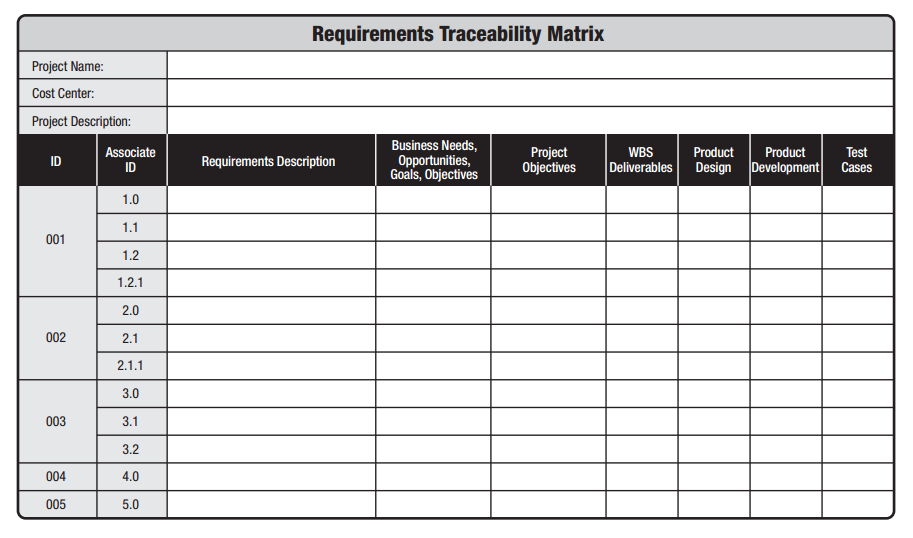 Requirements Traceability Matrix
Project Name:
Cost Center:
Project Description:
ID
Associate
ID
Requirements Description
Business Needs,
Opportunities,
Goals, Objectives
Project
Objectives
WBS
Deliverables
Product
Design
Product
Development
Test
Cases
001
1.0
1.1
1.2
1.2.1
002
2.0
2.1
2.1.1
003
3.0
3.1
3.2
004
4.0
005
5.0